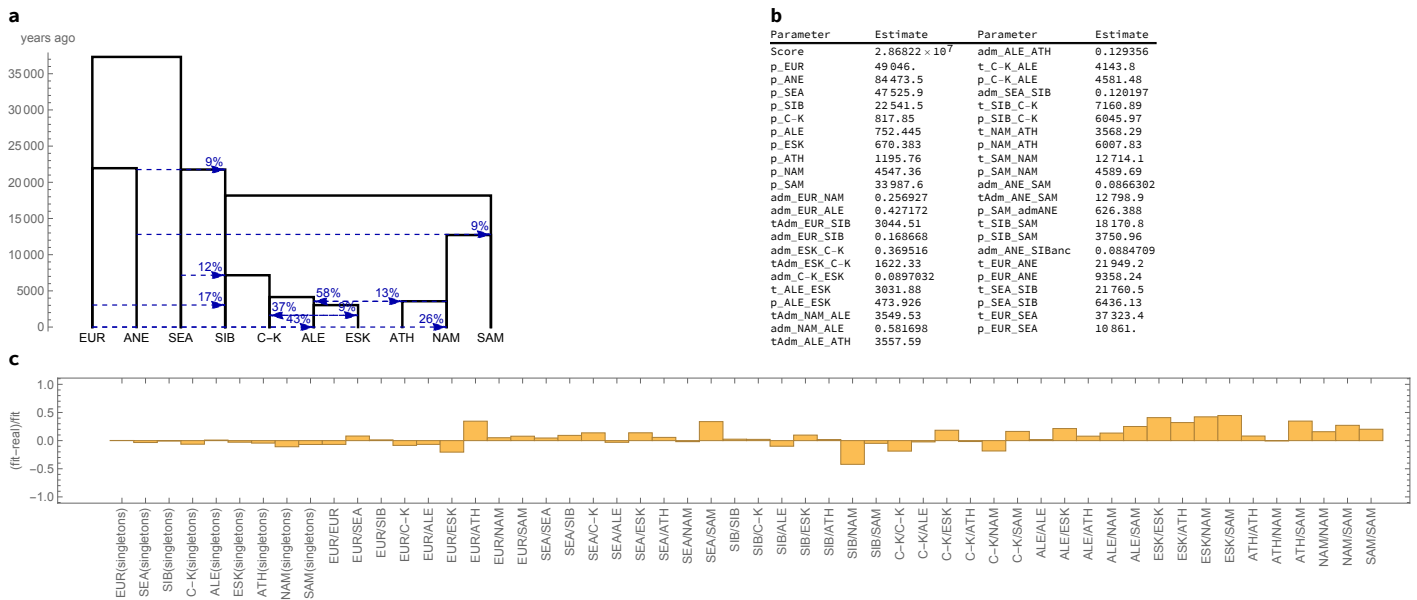 a
years ago
35000
30000
25000
20000
15000
10000
5000
0
9%
9%
12%
17%
58%
13%
37%
9%
43%
26%
EUR ANE SEA SIB C–K ALE ESK ATH NAM SAM
b
Parameter Estimate Parameter Estimate
Score 2.86822 × 10^7 adm_ALE_ATH 0.129356
p_EUR 49046. t_C–K_ALE 4143.8
p_ANE 84473.5 p_C–K_ALE 4581.48
p_SEA 47525.9 adm_SEA_SIB 0.120197
p_SIB 22541.5 t_SIB_C–K 7160.89
p_C–K 817.85 p_SIB_C–K 6045.97
p_ALE 752.445 t_NAM_ATH 3568.29
p_ESK 670.383 p_NAM_ATH 6007.83
p_ATH 1195.76 t_SAM_NAM 12714.1
p_NAM 4547.36 p_SAM_NAM 4589.69
p_SAM 33987.6 adm_ANE_SAM 0.0866302
adm_EUR_NAM 0.256927 tAdm_ANE_SAM 12798.9
adm_EUR_ALE 0.427172 p_SAM_admANE 626.388
tAdm_EUR_SIB 3044.51 t_SIB_SAM 18170.8
adm_EUR_SIB 0.168668 p_SIB_SAM 3750.96
adm_ESK_C–K 0.369516 adm_ANE_SIBanc 0.0884709
tAdm_ESK_C–K 1622.33 t_EUR_ANE 21949.2
adm_C–K_ESK 0.0897032 p_EUR_ANE 9358.24
t_ALE_ESK 3031.88 t_SEA_SIB 21760.5
p_ALE_ESK 473.926 p_SEA_SIB 6436.13
tAdm_NAM_ALE 3549.53 t_EUR_SEA 37323.4
adm_NAM_ALE 0.581698 p_EUR_SEA 10861.
tAdm_ALE_ATH 3557.59
c
(fit–real)/fit
1.0
0.5
0.0
–0.5
–1.0
EUR(singletons)
SEA(singletons)
SIB(singletons)
C–K(singletons)
ALE(singletons)
ESK(singletons)
ATH(singletons)
NAM(singletons)
SAM(singletons)
EUR/EUR
EUR/SEA
EUR/SIB
EUR/C–K
EUR/ALE
EUR/ESK
EUR/ATH
EUR/NAM
EUR/SAM
SEA/SEA
SEA/SIB
SEA/C–K
SEA/ALE
SEA/ESK
SEA/ATH
SEA/NAM
SEA/SAM
SIB/SIB
SIB/C–K
SIB/ALE
SIB/ESK
SIB/ATH
SIB/NAM
SIB/SAM
C–K/C–K
C–K/ALE
C–K/ESK
C–K/ATH
C–K/NAM
C–K/SAM
ALE/ALE
ALE/ESK
ALE/ATH
ALE/NAM
ALE/SAM
ESK/ESK
ESK/ATH
ESK/NAM
ESK/SAM
ATH/ATH
ATH/NAM
ATH/SAM
NAM/NAM
NAM/SAM
SAM/SAM